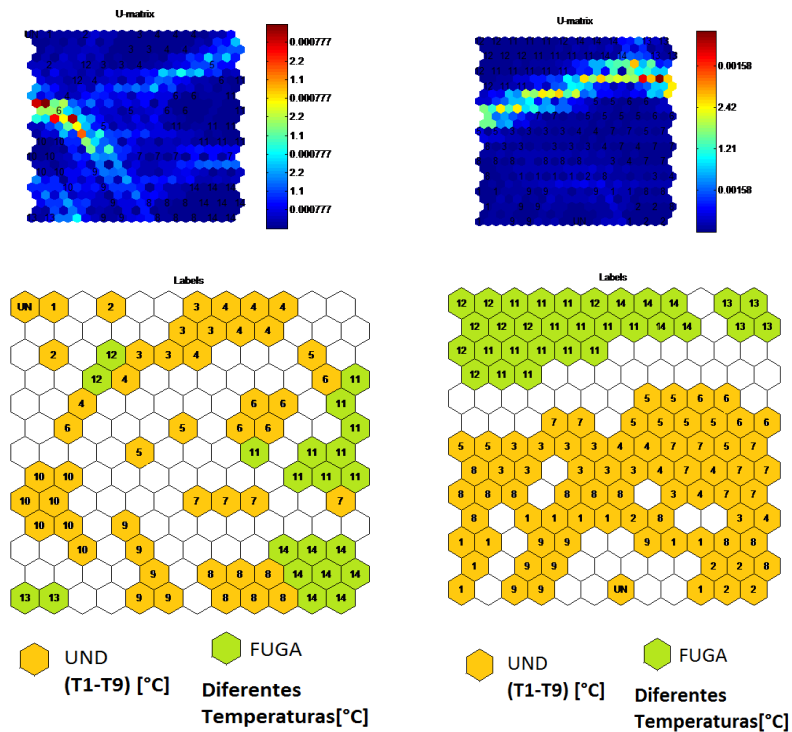 U-matrix
0.000777
2.2
1.1
0.000777
2.2
1.1
0.000777
2.2
1.1
0.000777
U-matrix
0.00158
2.42
1.21
0.00158
Labels
UN 1 2 3 4 4 4
3 3 4 4
2 12 3 3 4 5
12 4 6 11
4 6 6 11
6 5 6 6 11
5 11 11 11
10 10 11 11 11
10 10 7 7 7 7
10 10 9
10 9 14 14 14
9 8 8 8 14 14
13 13 9 9 8 8 8 14 14
Labels
12 12 11 11 11 12 14 14 14 13 13
12 12 12 11 11 11 11 11 14 13 13
12 11 11 11 11 11
12 11 11
5 5 6 6
7 7 5 5 5 5 6 6
5 5 3 3 3 3 4 4 7 7 5 7
8 3 3 3 3 3 4 7 4 7 7
8 8 8 8 8 8 3 4 7 7
8 1 1 1 1 2 8 3 4
1 1 9 9 9 1 1 8 8
1 9 9 2 2 8
1 9 9 UN 1 2 2
UND
(T1-T9) [°C]
FUGA
Diferentes
Temperaturas[°C]
UND
(T1-T9) [°C]
FUGA
Diferentes
Temperaturas[°C]